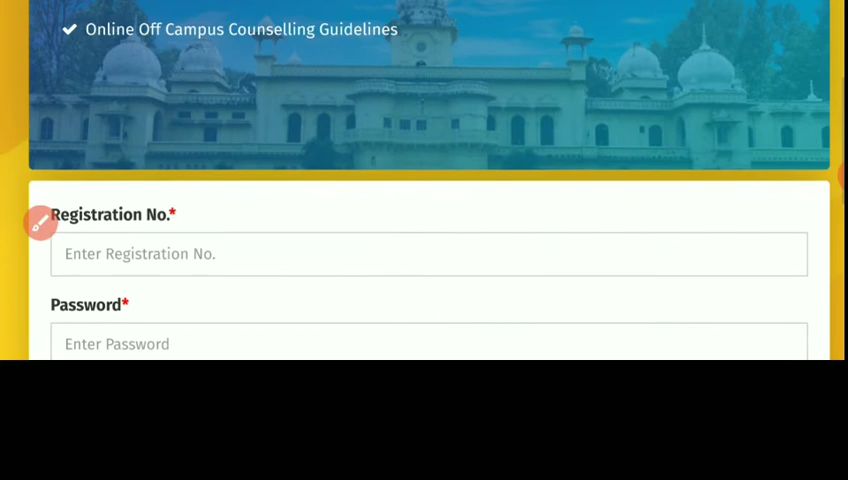 Online Off Campus Counselling Guidelines
Registration No.*
Enter Registration No.
Password*
Enter Password